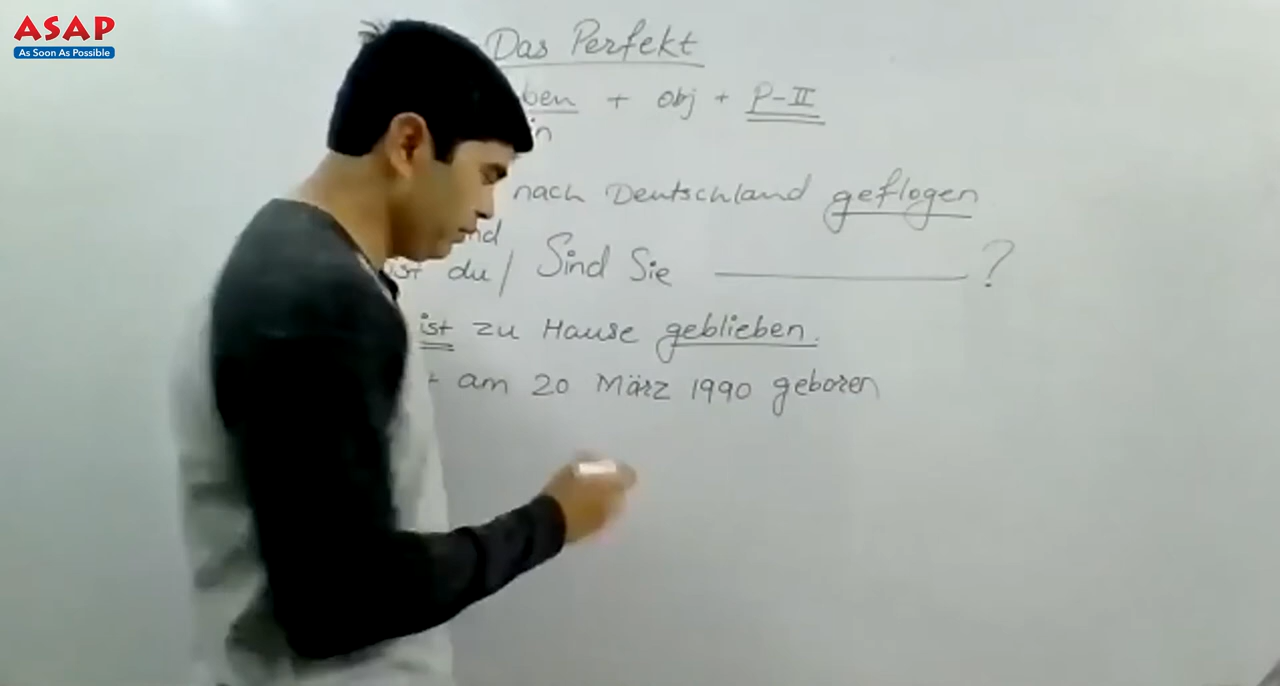 ASAP
As Soon As Possible
Das Perfekt
ben + obj + P-II
in
nach Deutschland geflogen
nd
st du / Sind Sie ?
ist zu Hause geblieben.
am 20 März 1990 geboren